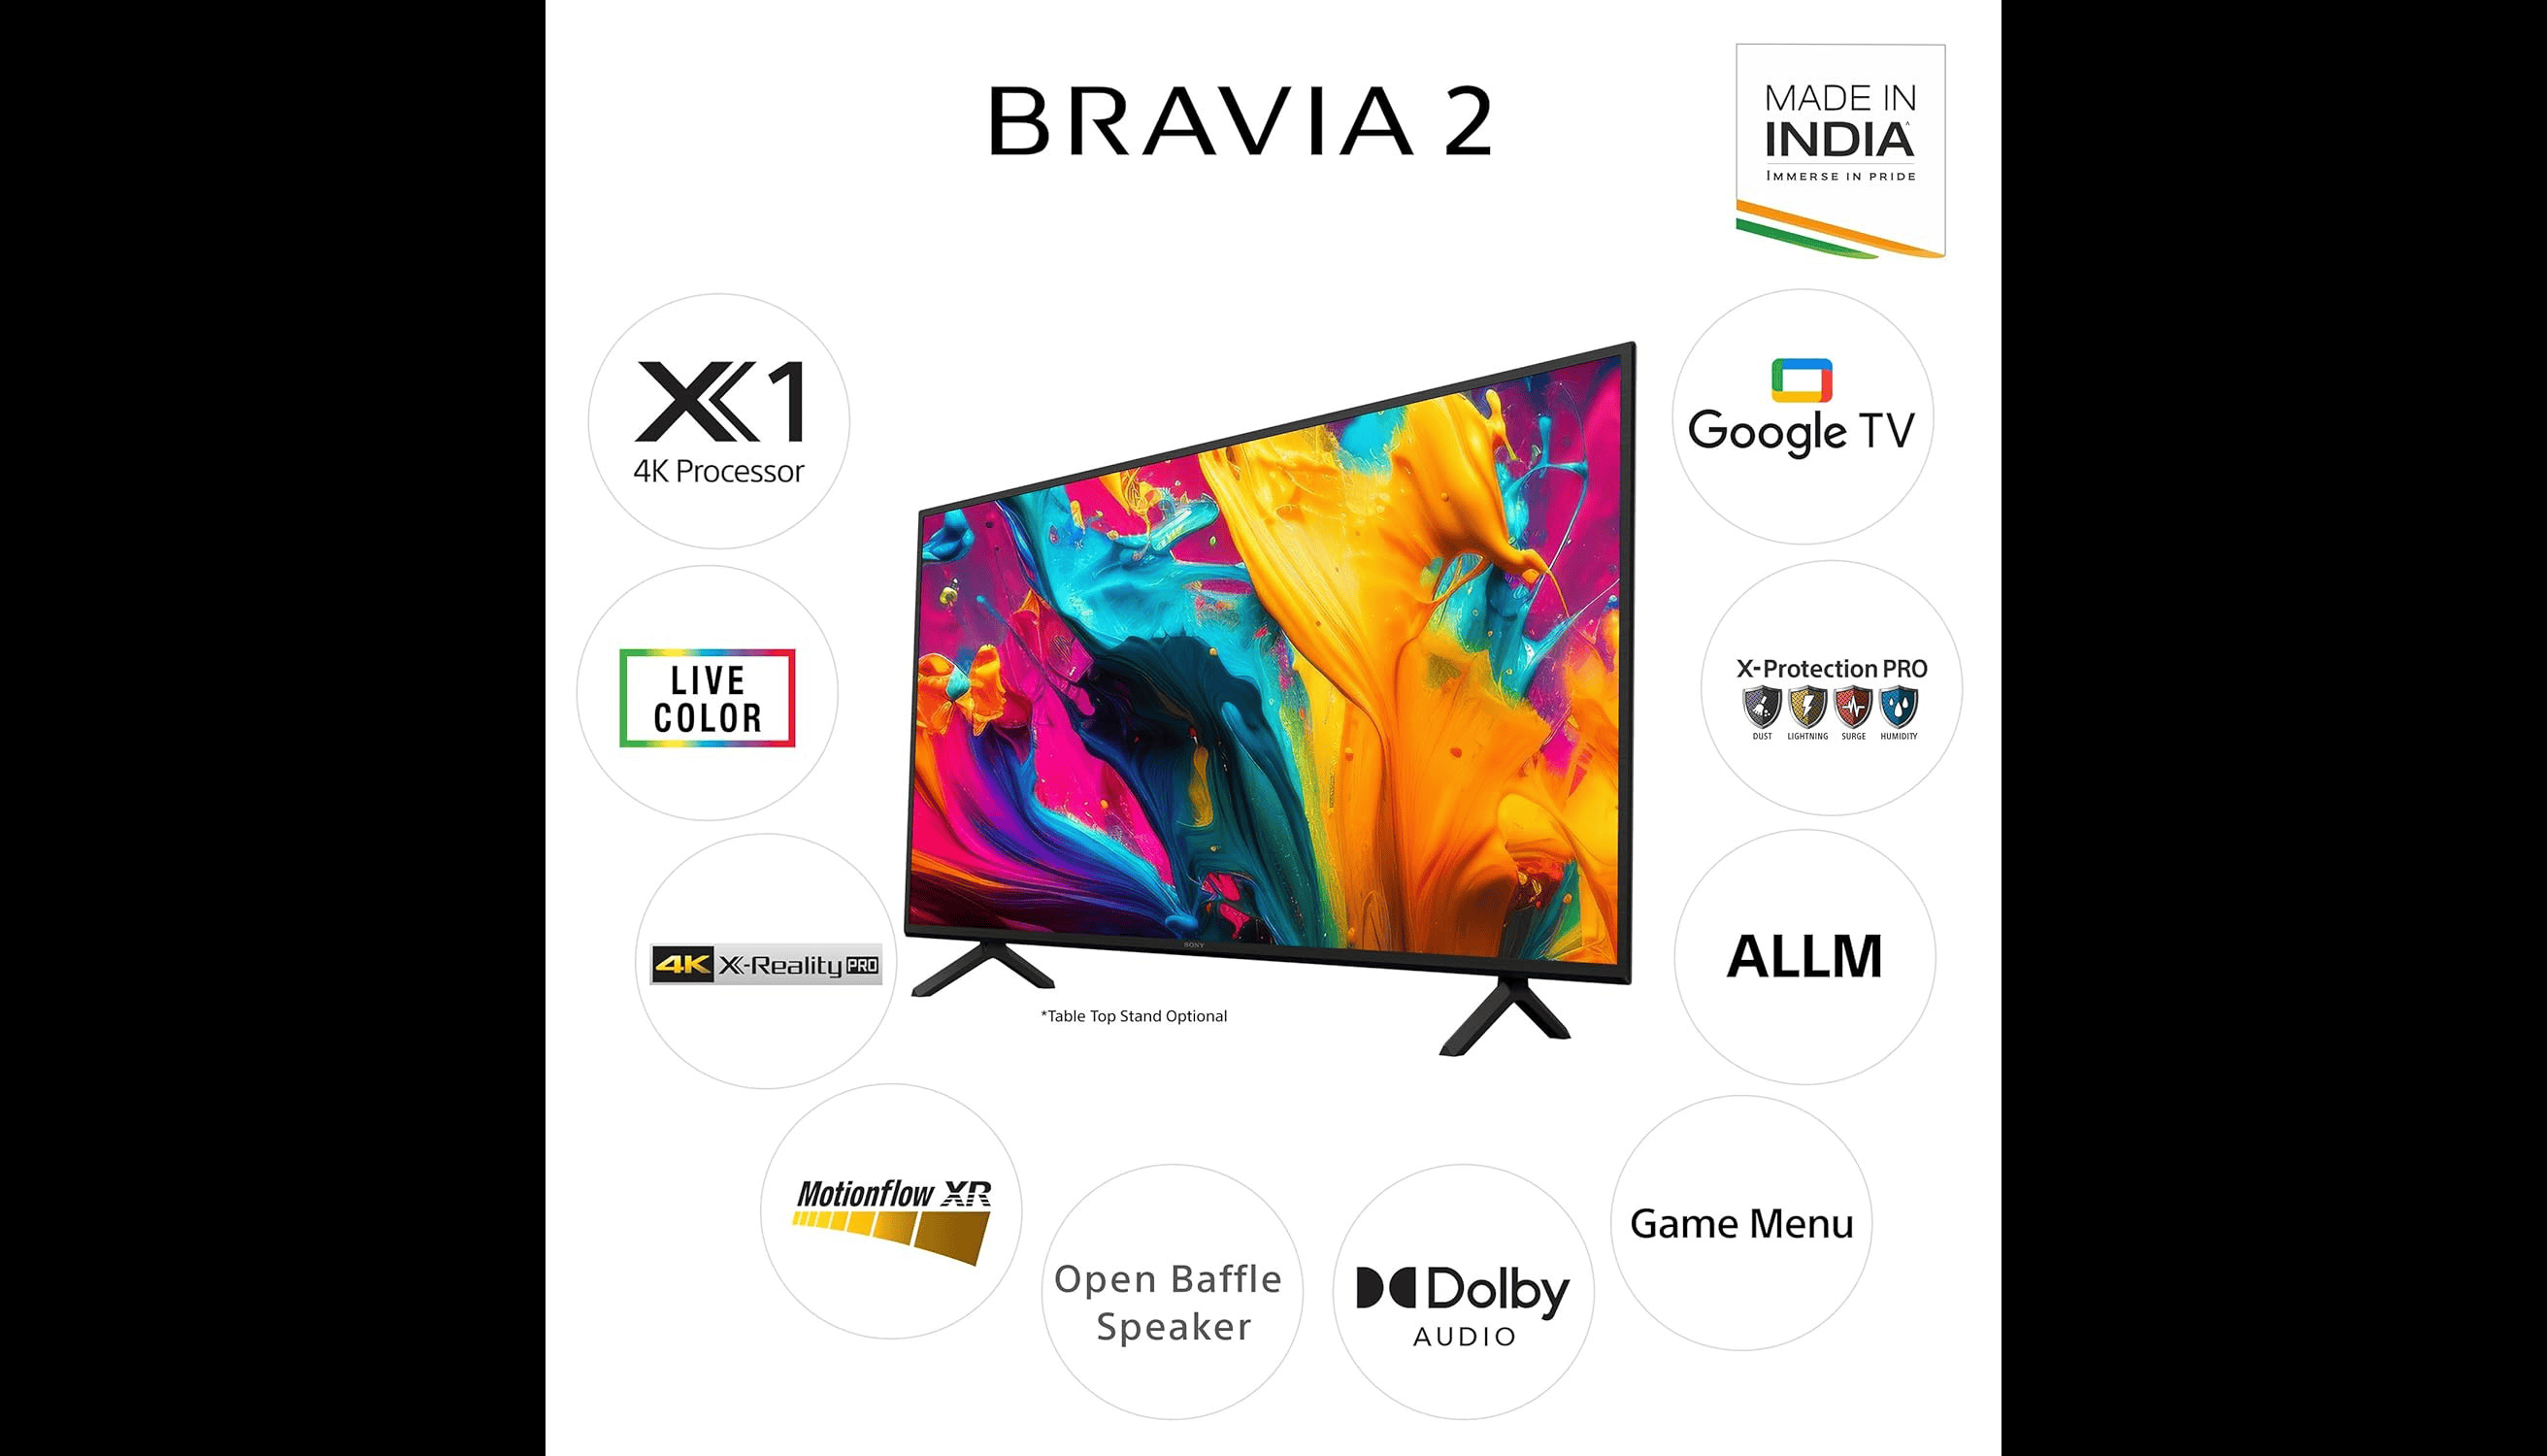 BRAVIA 2
MADE IN
INDIA^
IMMERSE IN PRIDE
X1
4K Processor
Google TV
LIVE
COLOR
X-Protection PRO
DUST LIGHTNING SURGE HUMIDITY
4K X-Reality PRO
SONY
ALLM
*Table Top Stand Optional
Motionflow XR
Game Menu
Open Baffle
Speaker
Dolby
AUDIO